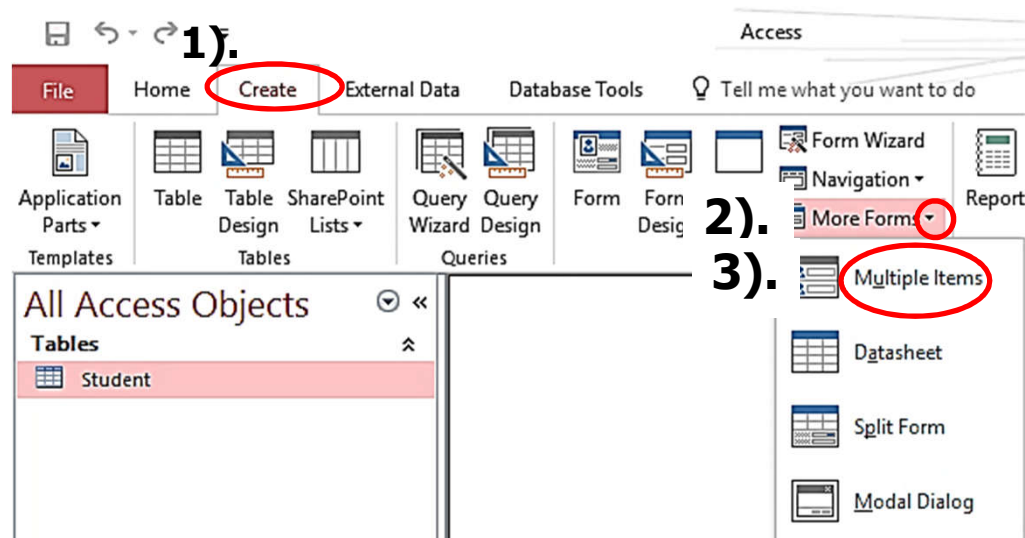 1).
Access
File Home Create External Data Database Tools Tell me what you want to do
Application Parts
Table
Table Design
SharePoint Lists
Query Wizard
Query Design
Form
Form Wizard
Navigation
More Forms
Report
Templates Tables Queries
2).
3).
Multiple Items
Datasheet
Split Form
Modal Dialog
All Access Objects
Tables
Student